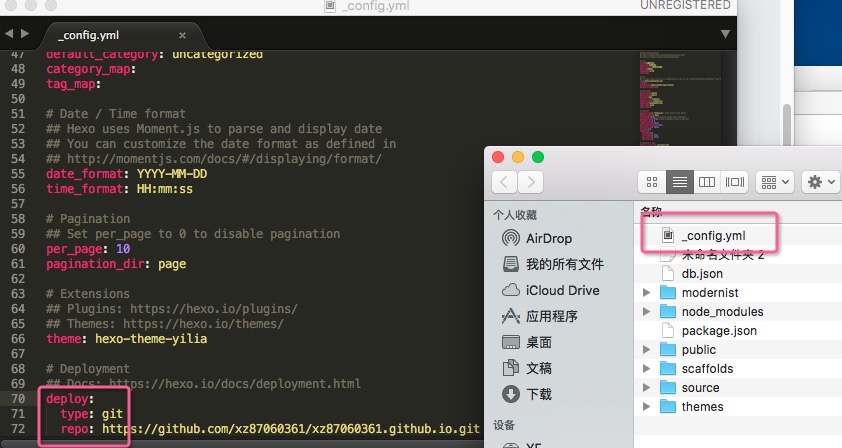 _config.yml
UNREGISTERED
_config.yml
47 default_category: uncategorized
48 category_map:
49 tag_map:
50
51 # Date / Time format
52 ## Hexo uses Moment.js to parse and display date
53 ## You can customize the date format as defined in
54 ## http://momentjs.com/docs/#/displaying/format/
55 date_format: YYYY-MM-DD
56 time_format: HH:mm:ss
57
58 # Pagination
59 ## Set per_page to 0 to disable pagination
60 per_page: 10
61 pagination_dir: page
62
63 # Extensions
64 ## Plugins: https://hexo.io/plugins/
65 ## Themes: https://hexo.io/themes/
66 theme: hexo-theme-yilia
67
68 # Deployment
69 ## Docs: https://hexo.io/docs/deployment.html
70 deploy:
71 type: git
72 repo: https://github.com/xz87060361/xz87060361.github.io.git
个人收藏
AirDrop
我的所有文件
iCloud Drive
应用程序
桌面
文稿
下载
设备
名称
_config.yml
未命名文件夹 2
db.json
modernist
node_modules
package.json
public
scaffolds
source
themes